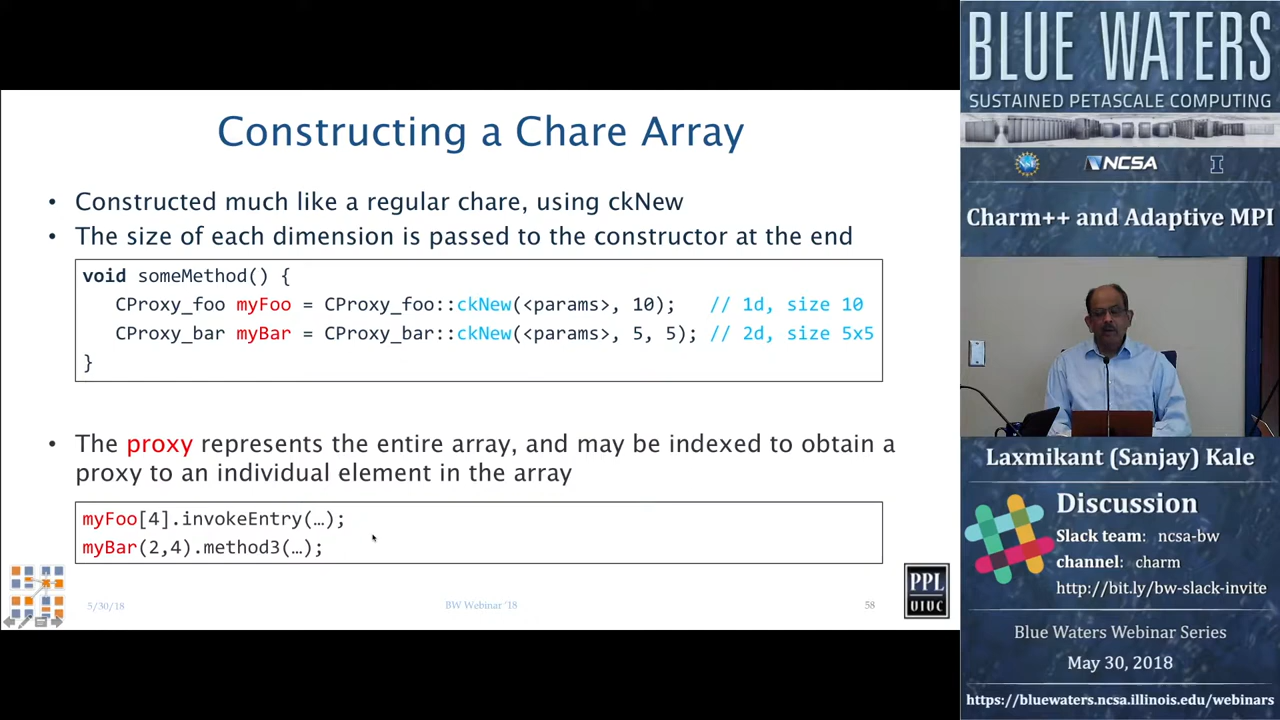 Constructing a Chare Array
• Constructed much like a regular chare, using ckNew
• The size of each dimension is passed to the constructor at the end
void someMethod() {
CProxy_foo myFoo = CProxy_foo::ckNew(<params>, 10); // 1d, size 10
CProxy_bar myBar = CProxy_bar::ckNew(<params>, 5, 5); // 2d, size 5x5
}
• The proxy represents the entire array, and may be indexed to obtain a
proxy to an individual element in the array
myFoo[4].invokeEntry(…);
myBar(2,4).method3(…);
5/30/18
BW Webinar '18
58
PPL
UIUC
BLUE WATERS
SUSTAINED PETASCALE COMPUTING
NSF
NCSA
I
Charm++ and Adaptive MPI
Laxmikant (Sanjay) Kale
Discussion
Slack team: ncsa-bw
channel: charm
http://bit.ly/bw-slack-invite
Blue Waters Webinar Series
May 30, 2018
https://bluewaters.ncsa.illinois.edu/webinars